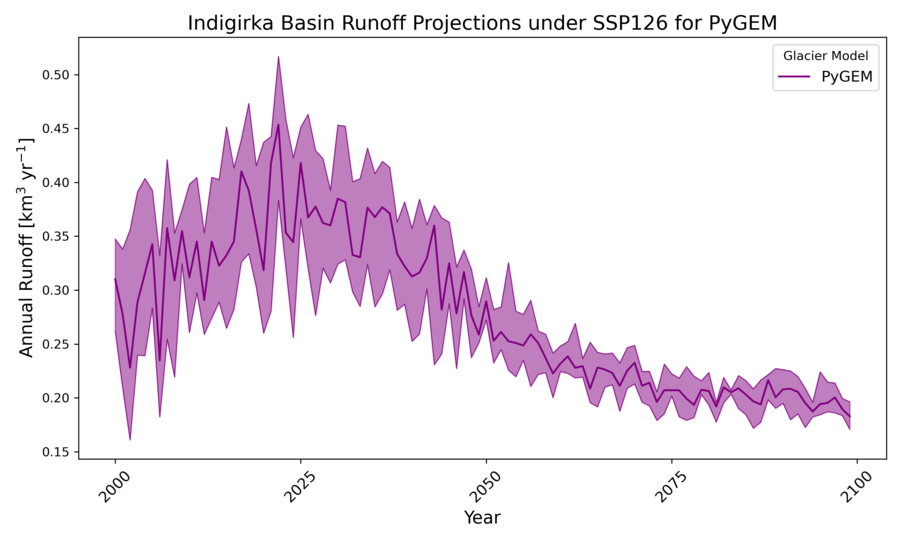 Indigirka Basin Runoff Projections under SSP126 for PyGEM
Glacier Model
PyGEM
Annual Runoff [km³ yr⁻¹]
0.50
0.45
0.40
0.35
0.30
0.25
0.20
0.15
2000
2025
2050
2075
2100
Year